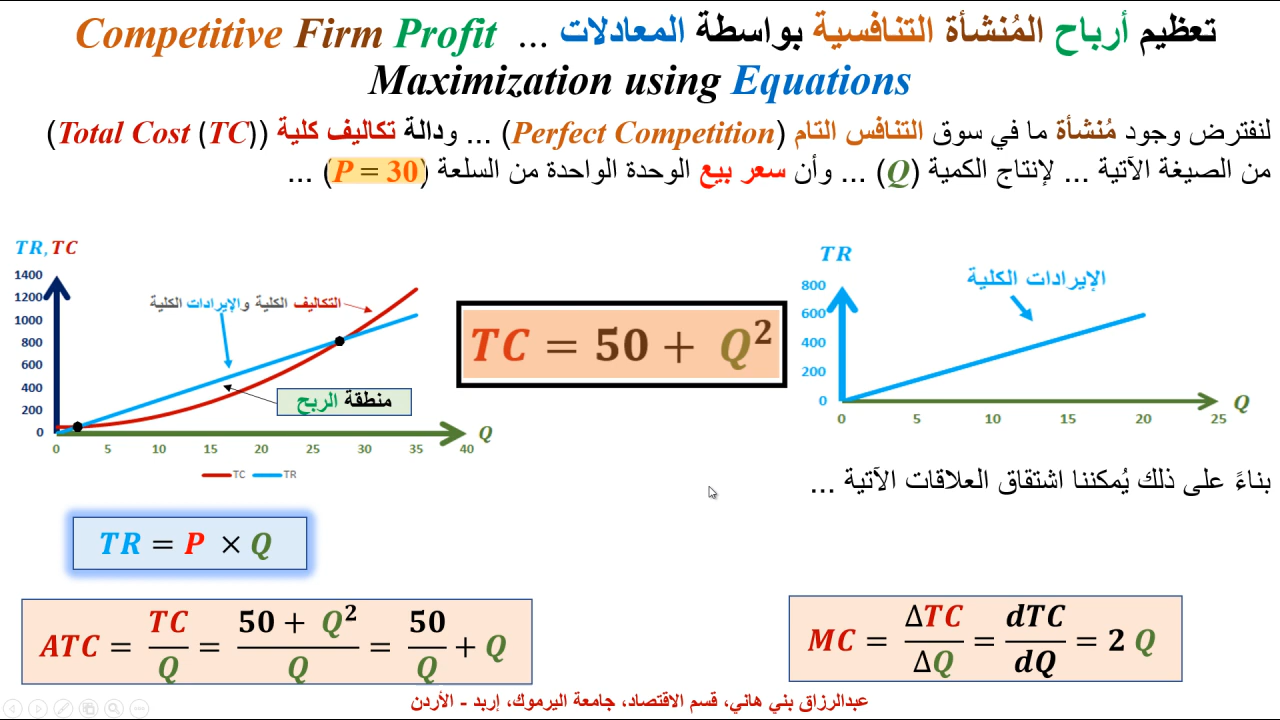 تعظيم أرباح المُنشأة التنافسية بواسطة المعادلات ... Competitive Firm Profit
Maximization using Equations
لنفترض وجود مُنشأة ما في سوق التنافس التام (Perfect Competition) ... ودالة تكاليف كلية (Total Cost (TC))
من الصيغة الآتية ... لإنتاج الكمية (Q) ... وأن سعر بيع الوحدة الواحدة من السلعة (P = 30) ...
TR, TC
1400
1200
1000
800
600
400
200
0
التكاليف الكلية والإيرادات الكلية
منطقة الربح
0 5 10 15 20 25 30 35 40
Q
TC TR
TC = 50 + Q²
TR
الإيرادات الكلية
800
600
400
200
0
0 5 10 15 20 25
Q
بناءً على ذلك يُمكننا اشتقاق العلاقات الآتية ...
TR = P × Q
ATC = TC/Q = (50 + Q²)/Q = 50/Q + Q
MC = ΔTC/ΔQ = dTC/dQ = 2 Q
عبدالرزاق بني هاني، قسم الاقتصاد، جامعة اليرموك، إربد - الأردن